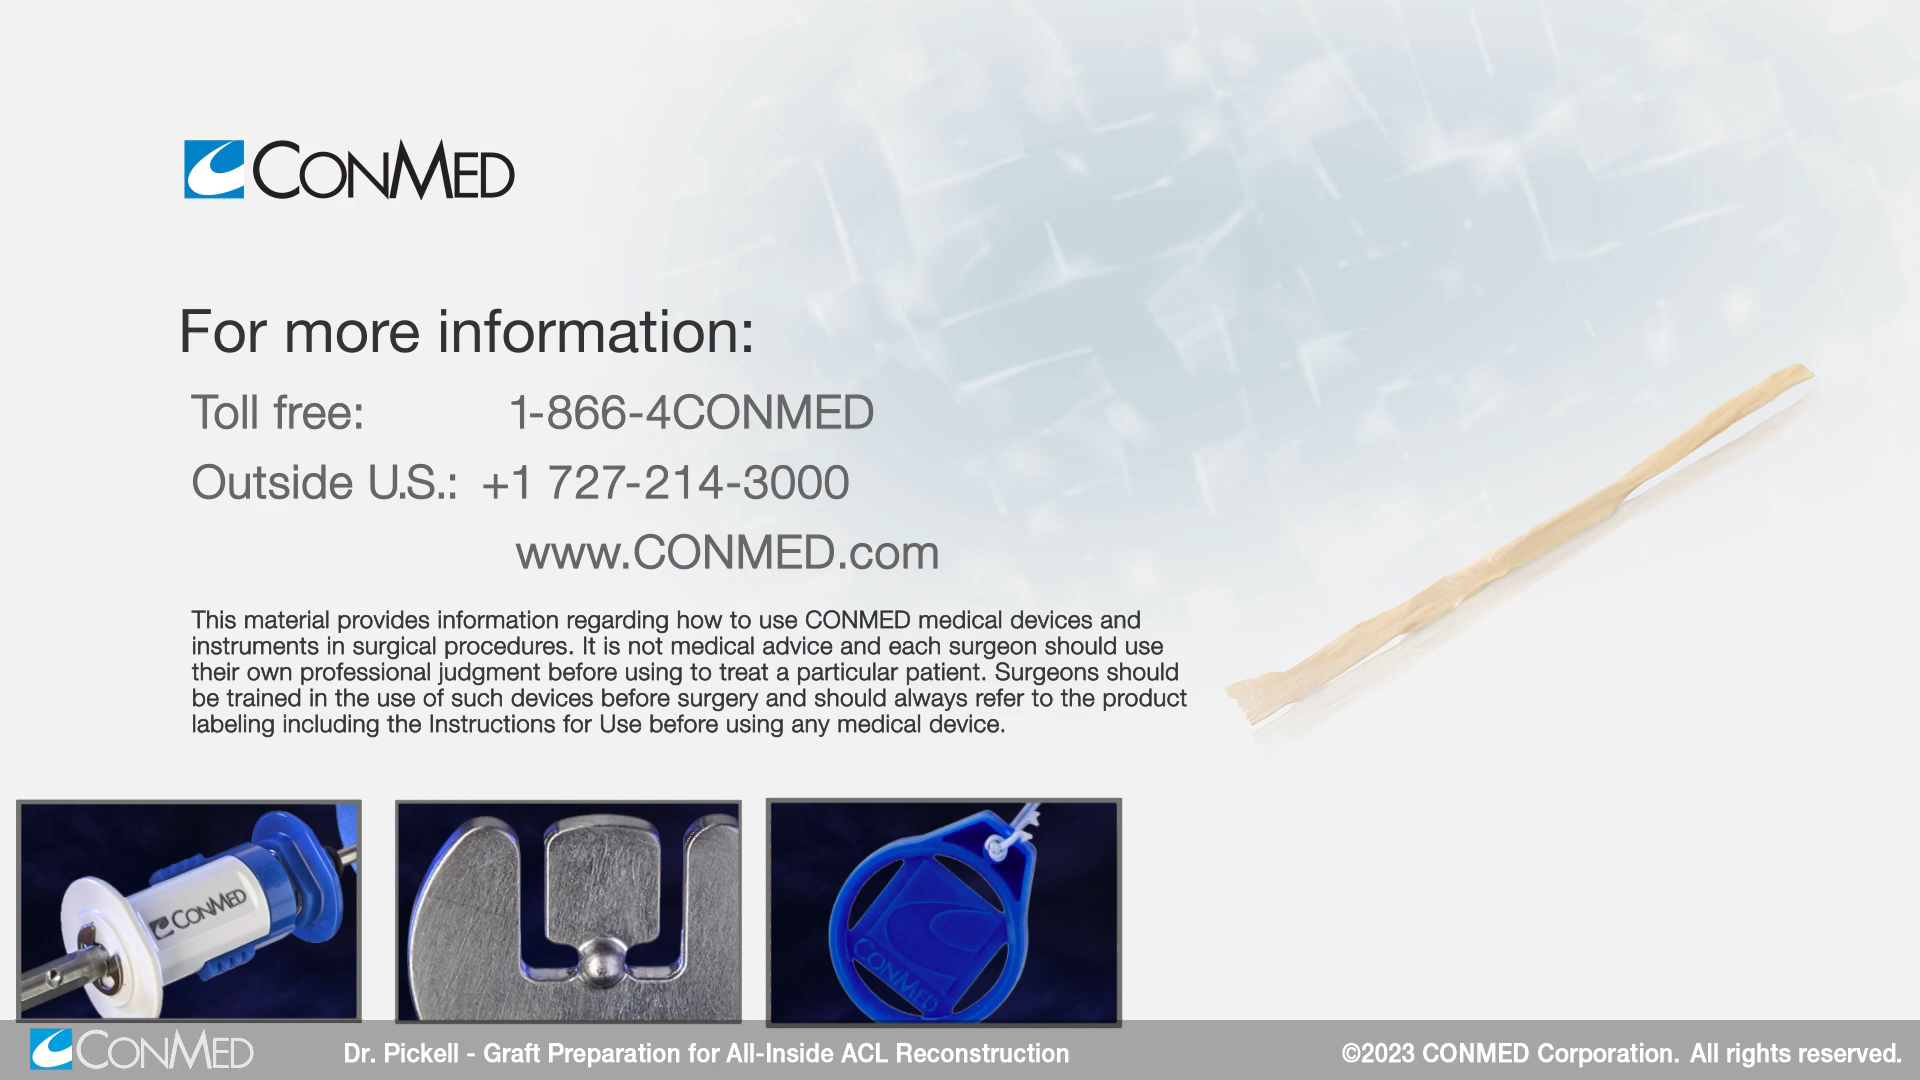 CONMED
For more information:
Toll free: 1-866-4CONMED
Outside U.S.: +1 727-214-3000
www.CONMED.com
This material provides information regarding how to use CONMED medical devices and
instruments in surgical procedures. It is not medical advice and each surgeon should use
their own professional judgment before using to treat a particular patient. Surgeons should
be trained in the use of such devices before surgery and should always refer to the product
labeling including the Instructions for Use before using any medical device.
CONMED
CONMED
CONMED
Dr. Pickell - Graft Preparation for All-Inside ACL Reconstruction
©2023 CONMED Corporation. All rights reserved.